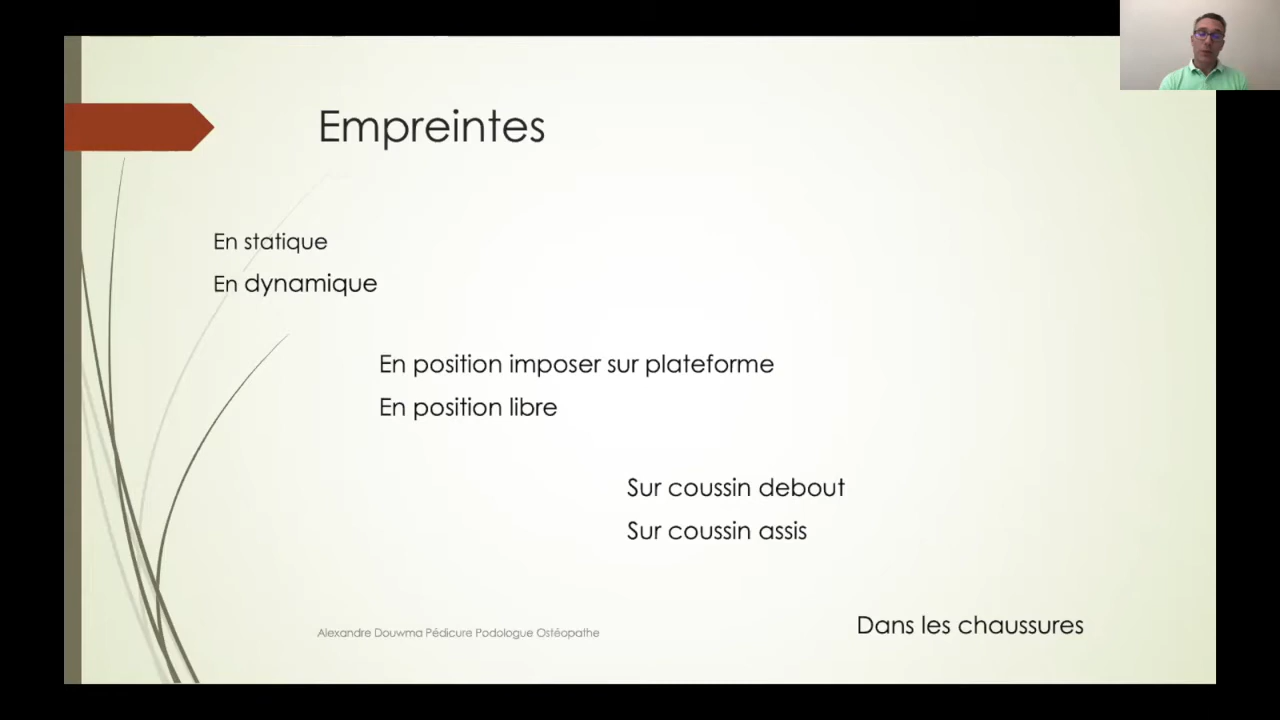 Empreintes
En statique
En dynamique
En position imposer sur plateforme
En position libre
Sur coussin debout
Sur coussin assis
Dans les chaussures
Alexandre Douwma Pédicure Podologue Ostéopathe